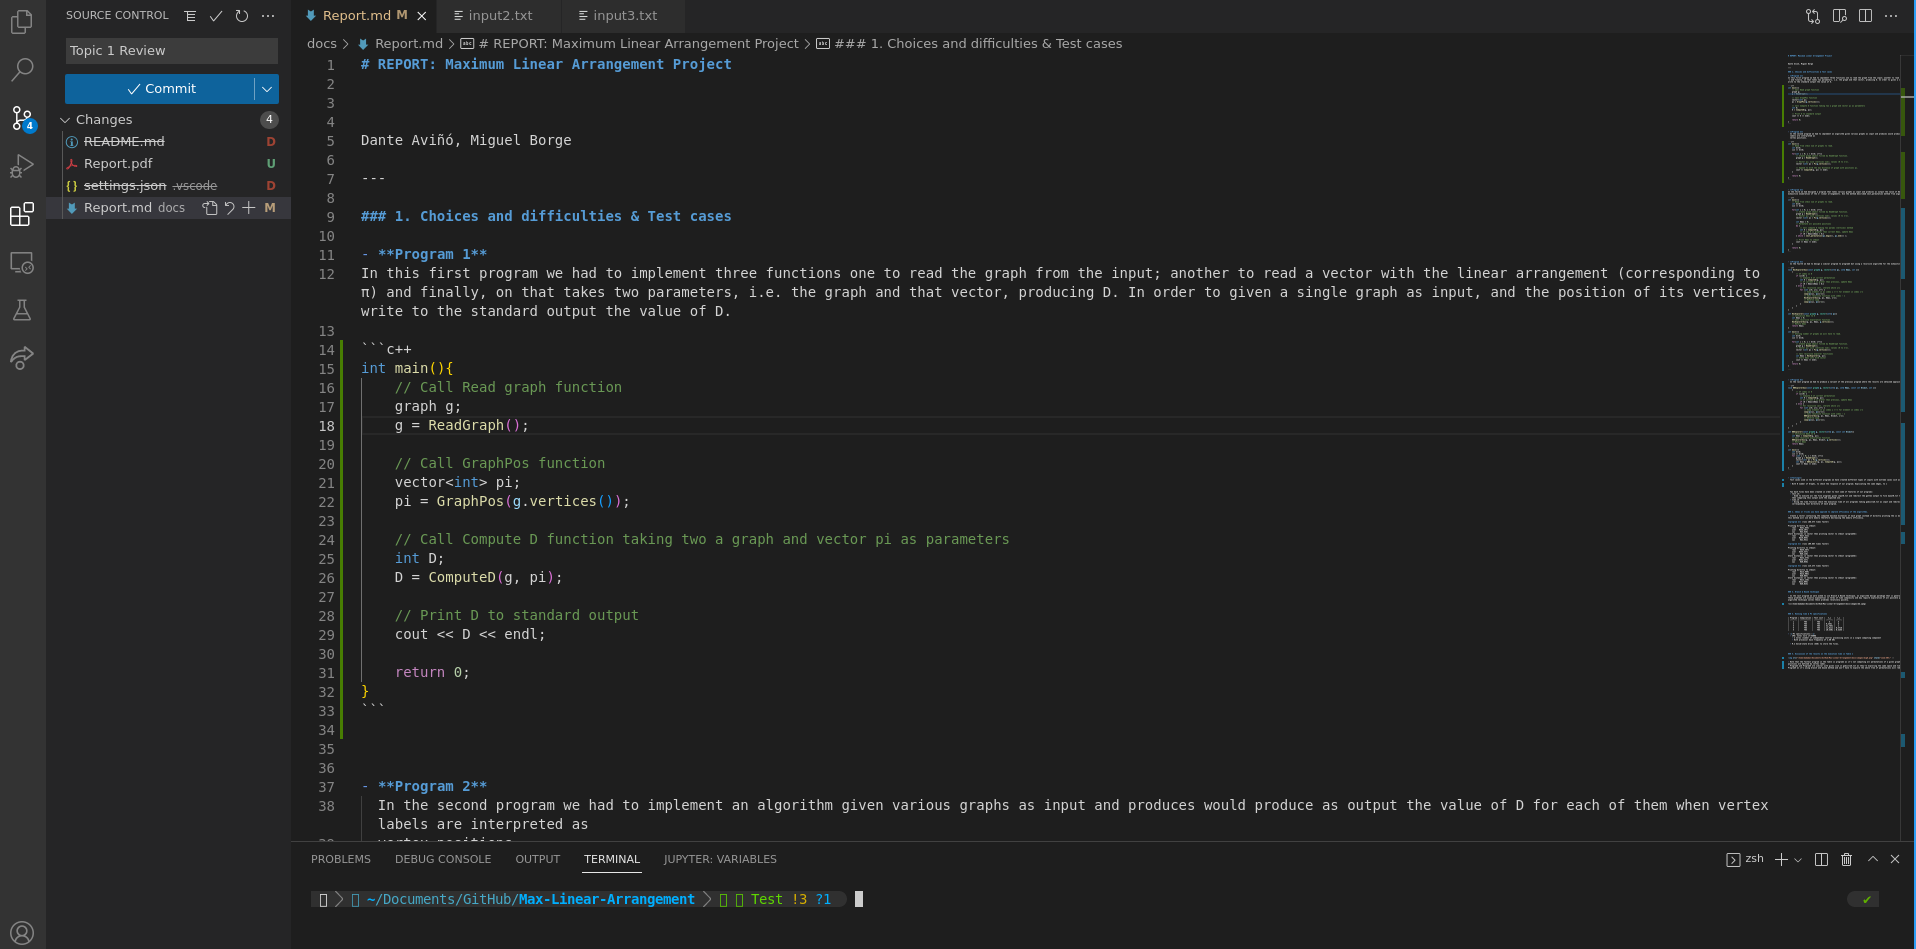 SOURCE CONTROL
Topic 1 Review
Commit
Changes 4
README.md D
Report.pdf U
settings.json .vscode D
Report.md docs M
4
Report.md M
input2.txt
input3.txt
docs > Report.md > # REPORT: Maximum Linear Arrangement Project > ### 1. Choices and difficulties & Test cases
1 # REPORT: Maximum Linear Arrangement Project
2
3
4
5 Dante Aviñó, Miguel Borge
6
7 ---
8
9 ### 1. Choices and difficulties & Test cases
10
11 - **Program 1**
12 In this first program we had to implement three functions one to read the graph from the input; another to read a vector with the linear arrangement (corresponding to
π) and finally, on that takes two parameters, i.e. the graph and that vector, producing D. In order to given a single graph as input, and the position of its vertices,
write to the standard output the value of D.
13
14 ```c++
15 int main(){
16 // Call Read graph function
17 graph g;
18 g = ReadGraph();
19
20 // Call GraphPos function
21 vector<int> pi;
22 pi = GraphPos(g.vertices());
23
24 // Call Compute D function taking two a graph and vector pi as parameters
25 int D;
26 D = ComputeD(g, pi);
27
28 // Print D to standard output
29 cout << D << endl;
30
31 return 0;
32 }
33 ```
34
35
36
37 - **Program 2**
38 In the second program we had to implement an algorithm given various graphs as input and produces would produce as output the value of D for each of them when vertex
labels are interpreted as
vertex positions
PROBLEMS DEBUG CONSOLE OUTPUT TERMINAL JUPYTER: VARIABLES
zsh
~/Documents/GitHub/Max-Linear-Arrangement Test !3 ?1 ✔